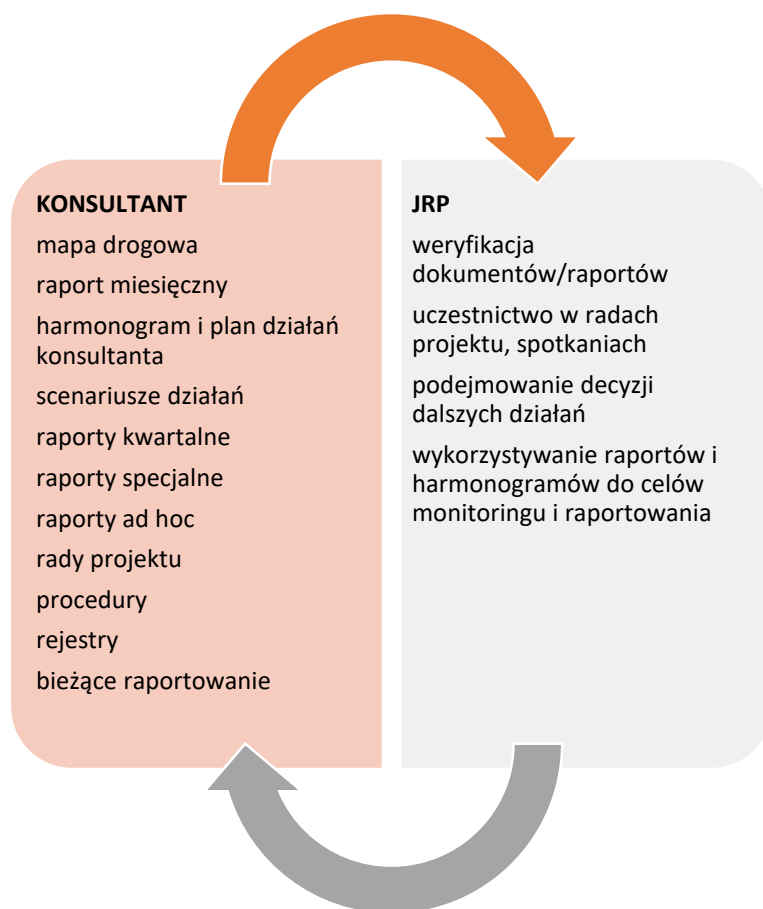 KONSULTANT
mapa drogowa
raport miesięczny
harmonogram i plan działań
konsultanta
scenariusze działań
raporty kwartalne
raporty specjalne
raporty ad hoc
rady projektu
procedury
rejestry
bieżące raportowanie
JRP
weryfikacja
dokumentów/raportów
uczestnictwo w radach
projektu, spotkaniach
podejmowanie decyzji
dalszych działań
wykorzystywanie raportów i
harmonogramów do celów
monitoringu i raportowania